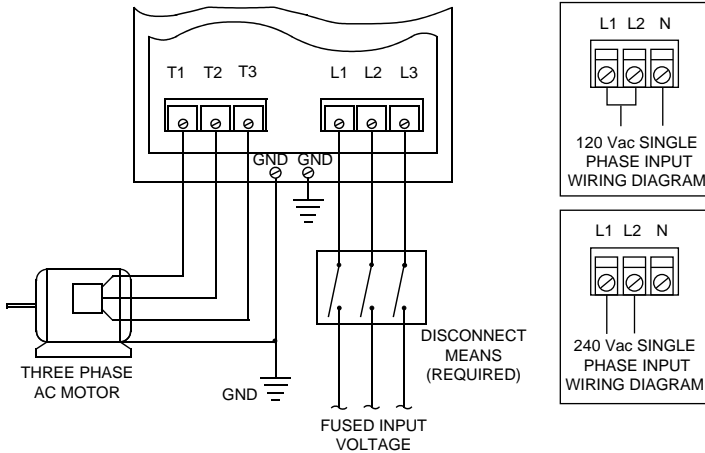 T1 T2 T3
L1 L2 L3
GND GND
THREE PHASE
AC MOTOR
GND
DISCONNECT
MEANS
(REQUIRED)
FUSED INPUT
VOLTAGE
L1 L2 N
120 Vac SINGLE
PHASE INPUT
WIRING DIAGRAM
L1 L2 N
240 Vac SINGLE
PHASE INPUT
WIRING DIAGRAM